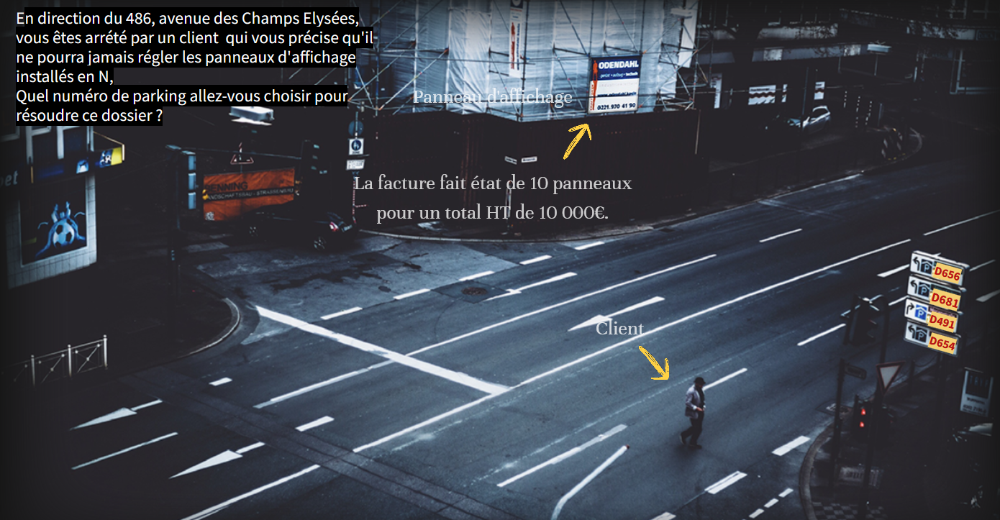 En direction du 486, avenue des Champs Elysées,
vous êtes arrété par un client qui vous précise qu'il
ne pourra jamais régler les panneaux d'affichage
installés en N,
Quel numéro de parking allez-vous choisir pour
résoudre ce dossier ?
ODENDAHL
Panneau d'affichage
0221.970 41 90
La facture fait état de 10 panneaux
pour un total HT de 10 000€.
P D656
P D681
P D491
P D654
Client